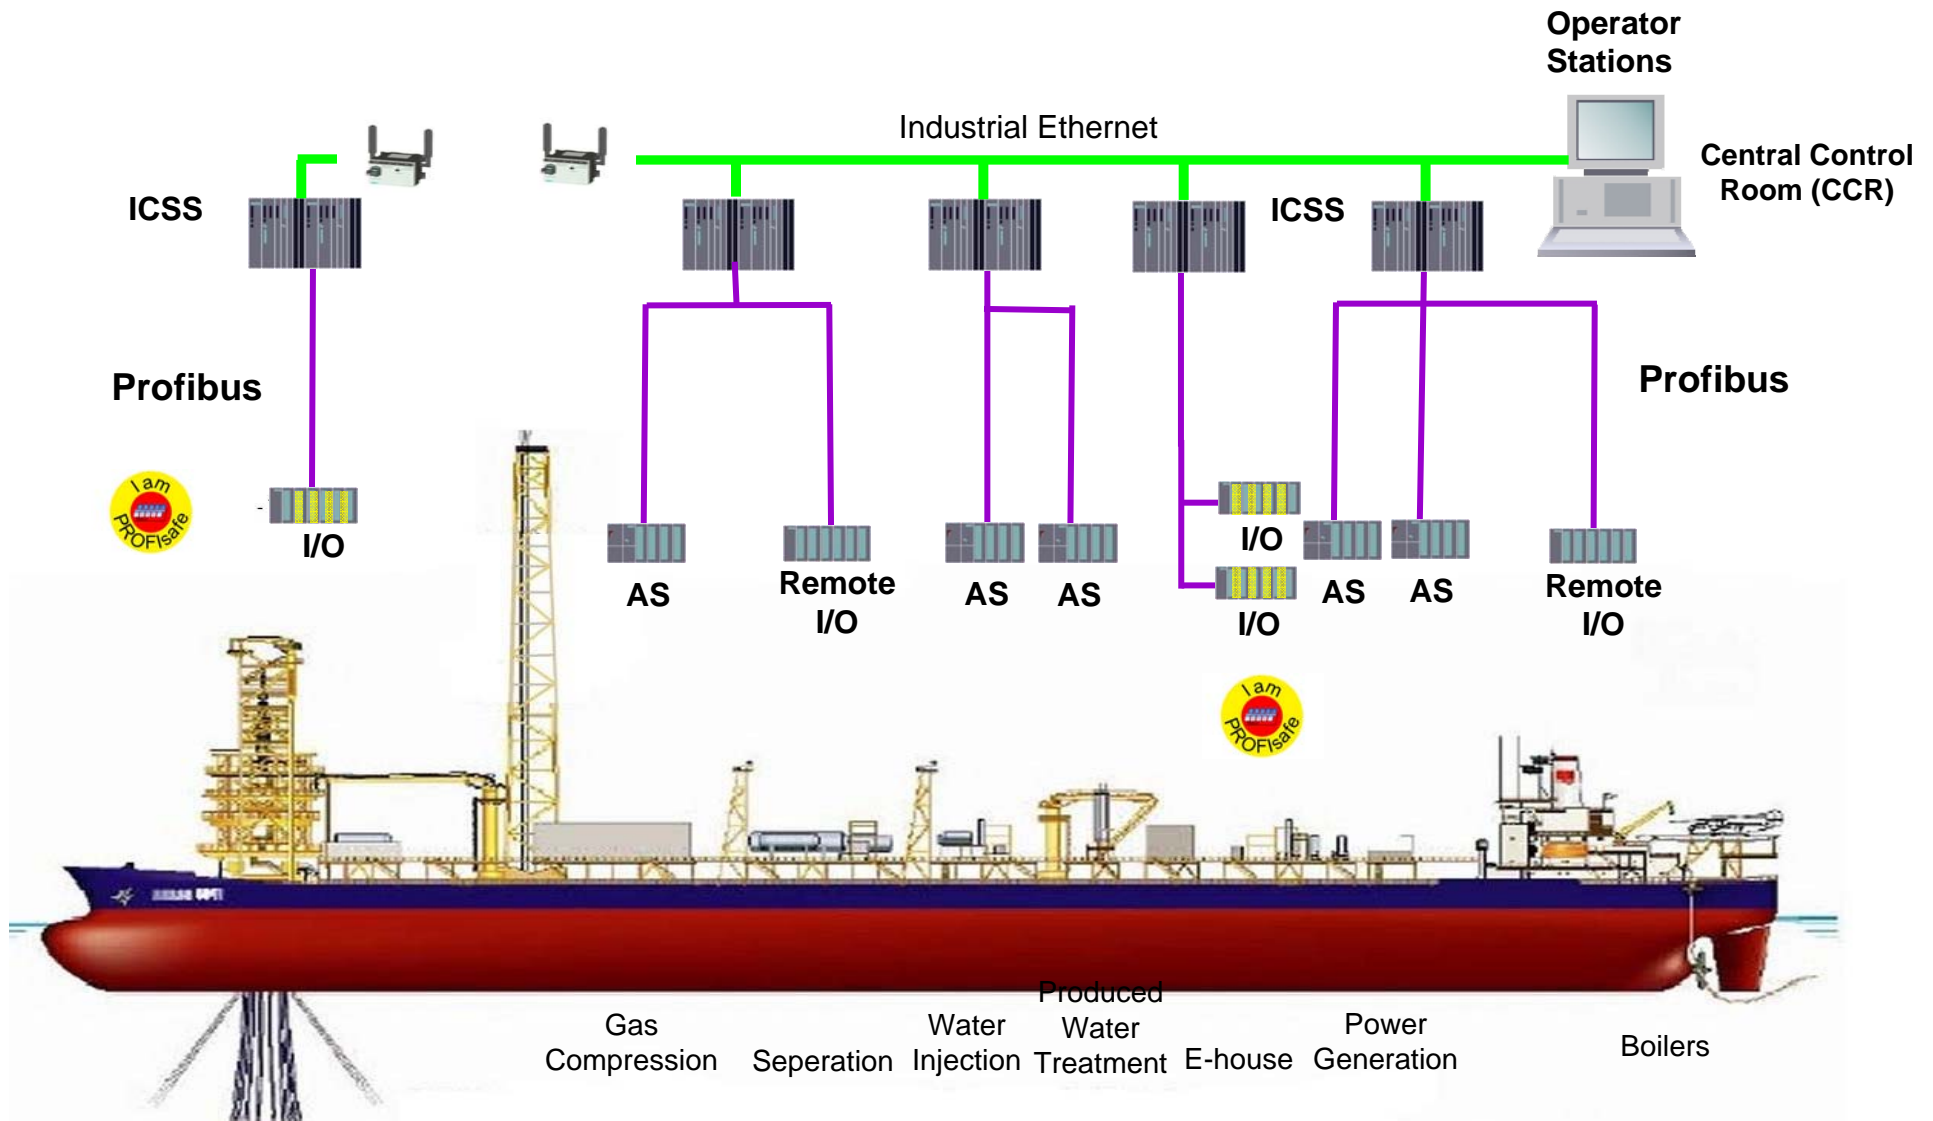 Operator
Stations
Industrial Ethernet
Central Control
Room (CCR)
ICSS
ICSS
Profibus
Profibus
I am
PROFIsafe
I/O
I/O
I/O
AS
Remote
I/O
AS
AS
AS
AS
Remote
I/O
I am
PROFIsafe
Gas
Compression
Seperation
Water
Injection
Produced
Water
Treatment
E-house
Power
Generation
Boilers